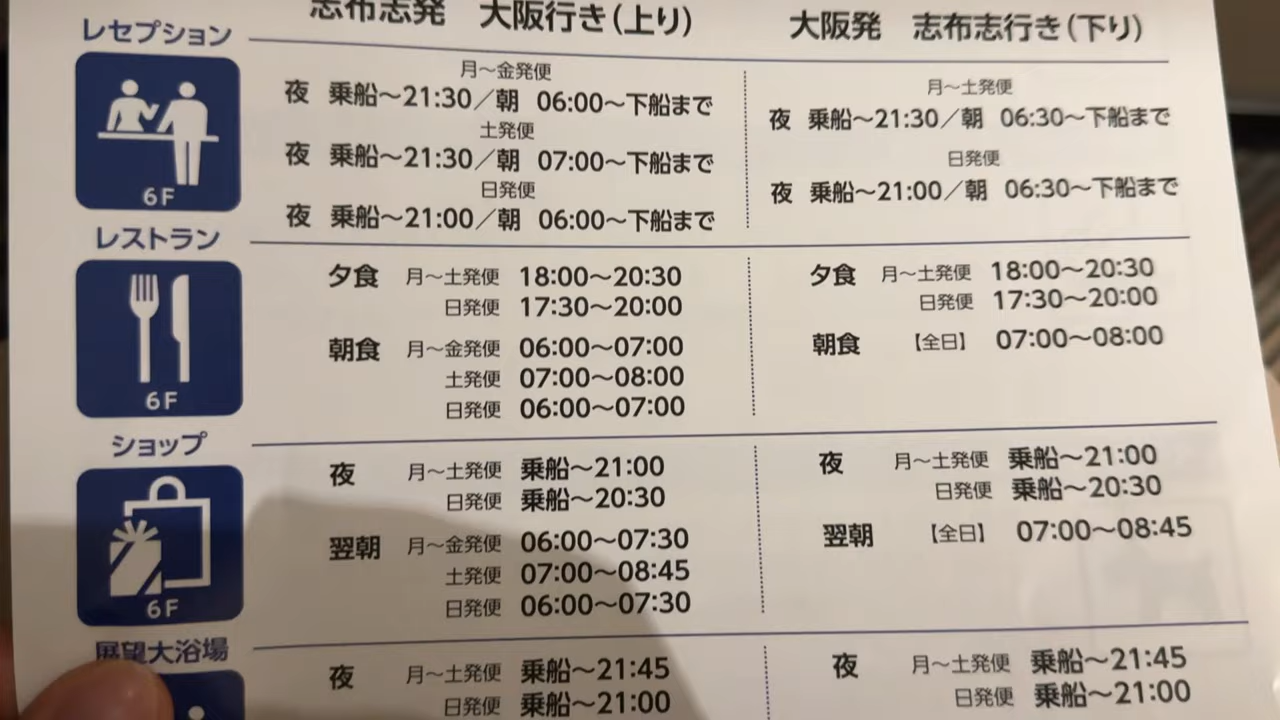 レセプション
6F
志布志発 大阪行き(上り)
大阪発 志布志行き(下り)
月～金発便
夜 乗船～21:30／朝 06:00～下船まで
土発便
夜 乗船～21:30／朝 07:00～下船まで
日発便
夜 乗船～21:00／朝 06:00～下船まで
月～土発便
夜 乗船～21:30／朝 06:30～下船まで
日発便
夜 乗船～21:00／朝 06:30～下船まで
レストラン
6F
夕食 月～土発便 18:00～20:30
日発便 17:30～20:00
朝食 月～金発便 06:00～07:00
土発便 07:00～08:00
日発便 06:00～07:00
夕食 月～土発便 18:00～20:30
日発便 17:30～20:00
朝食 【全日】 07:00～08:00
ショップ
6F
夜 月～土発便 乗船～21:00
日発便 乗船～20:30
翌朝 月～金発便 06:00～07:30
土発便 07:00～08:45
日発便 06:00～07:30
夜 月～土発便 乗船～21:00
日発便 乗船～20:30
翌朝 【全日】 07:00～08:45
展望大浴場
夜 月～土発便 乗船～21:45
日発便 乗船～21:00
夜 月～土発便 乗船～21:45
日発便 乗船～21:00